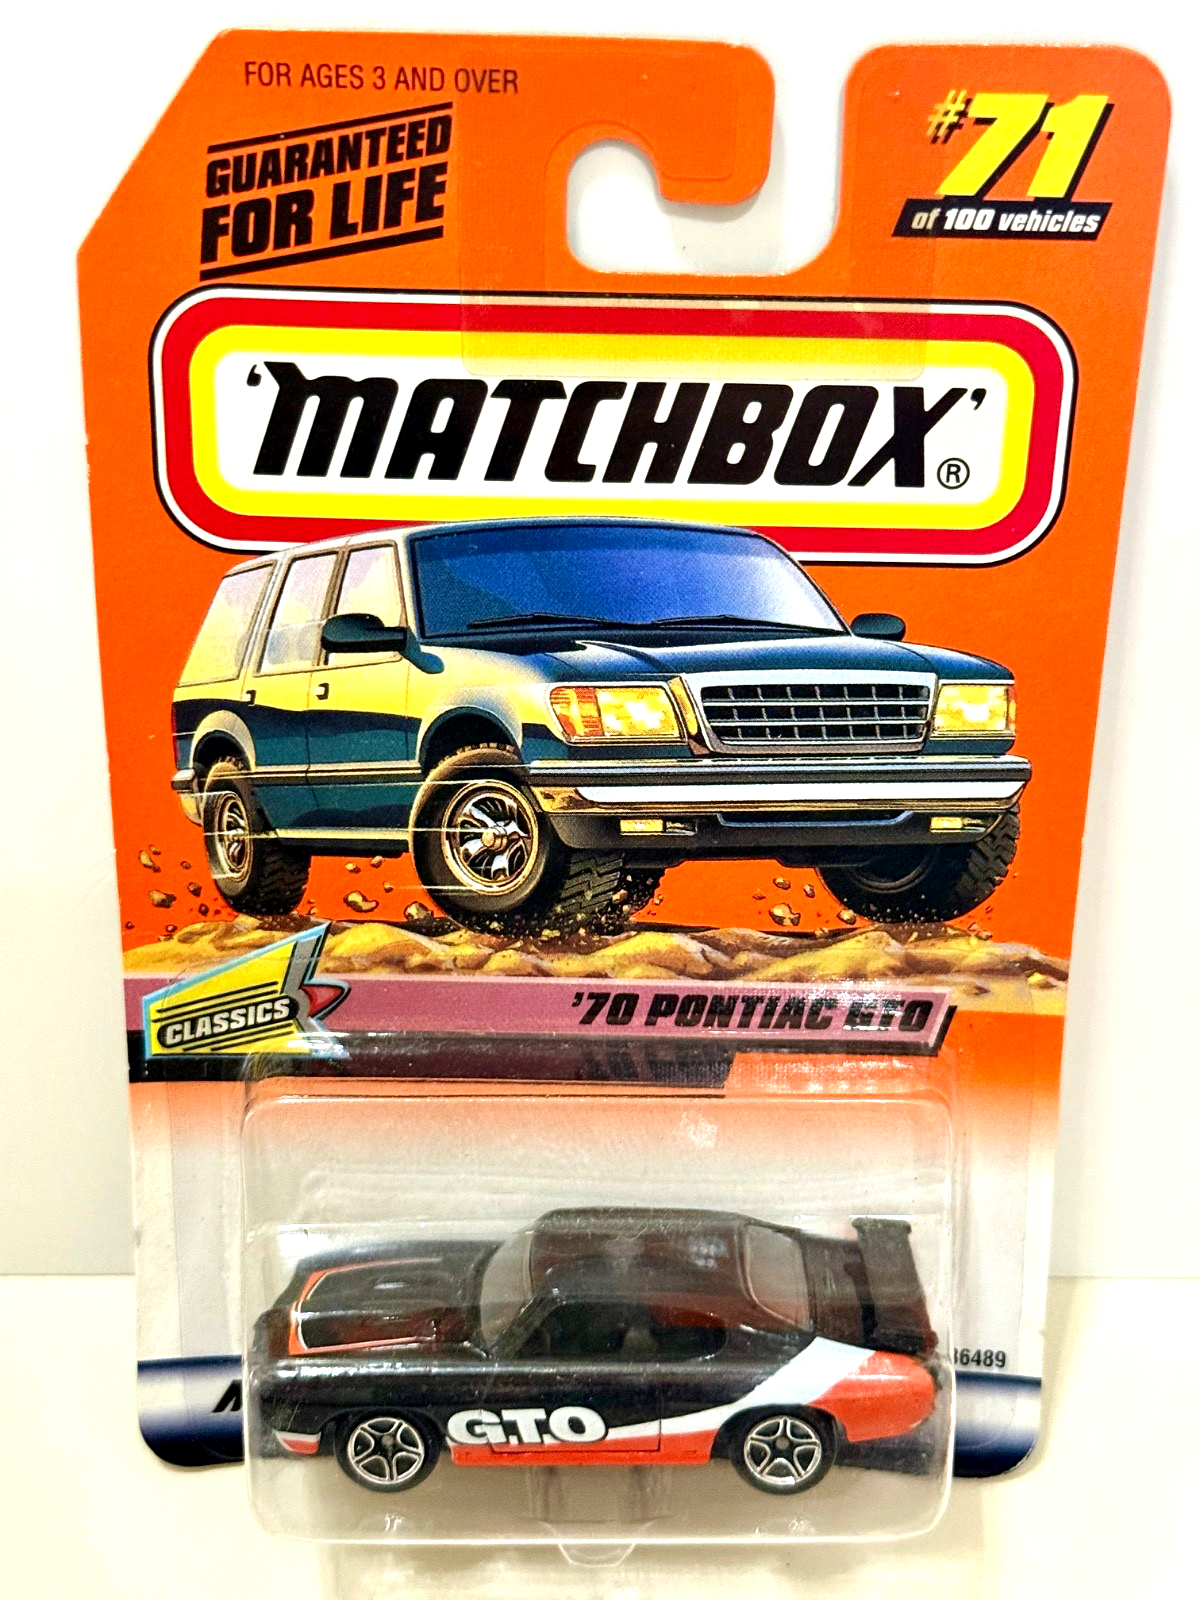 FOR AGES 3 AND OVER
GUARANTEED
FOR LIFE
#71
of 100 vehicles
'MATCHBOX'®
CLASSICS
'70 PONTIAC GTO
36489
G.T.O